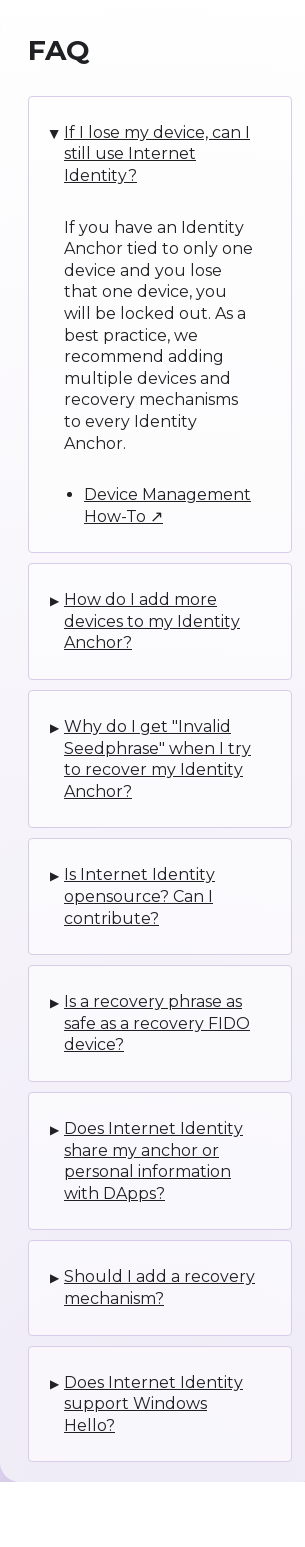 FAQ
▼ If I lose my device, can I
still use Internet
Identity?
If you have an Identity
Anchor tied to only one
device and you lose
that one device, you
will be locked out. As a
best practice, we
recommend adding
multiple devices and
recovery mechanisms
to every Identity
Anchor.
• Device Management
How-To ↗
▶ How do I add more
devices to my Identity
Anchor?
▶ Why do I get "Invalid
Seedphrase" when I try
to recover my Identity
Anchor?
▶ Is Internet Identity
opensource? Can I
contribute?
▶ Is a recovery phrase as
safe as a recovery FIDO
device?
▶ Does Internet Identity
share my anchor or
personal information
with DApps?
▶ Should I add a recovery
mechanism?
▶ Does Internet Identity
support Windows
Hello?